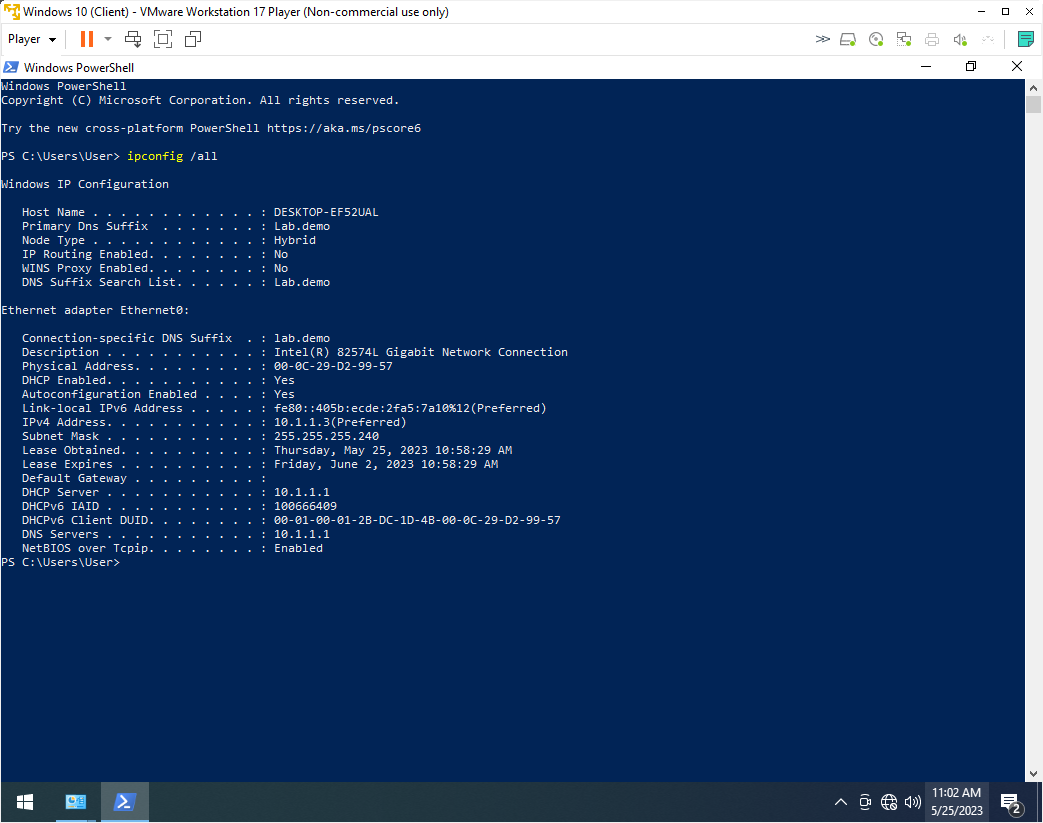 Windows 10 (Client) - VMware Workstation 17 Player (Non-commercial use only)
Player
Windows PowerShell
Windows PowerShell
Copyright (C) Microsoft Corporation. All rights reserved.
Try the new cross-platform PowerShell https://aka.ms/pscore6
PS C:\Users\User> ipconfig /all
Windows IP Configuration
   Host Name . . . . . . . . . . . . : DESKTOP-EF52UAL
   Primary Dns Suffix  . . . . . . . : Lab.demo
   Node Type . . . . . . . . . . . . : Hybrid
   IP Routing Enabled. . . . . . . . : No
   WINS Proxy Enabled. . . . . . . . : No
   DNS Suffix Search List. . . . . . : Lab.demo
Ethernet adapter Ethernet0:
   Connection-specific DNS Suffix  . : lab.demo
   Description . . . . . . . . . . . : Intel(R) 82574L Gigabit Network Connection
   Physical Address. . . . . . . . . : 00-0C-29-D2-99-57
   DHCP Enabled. . . . . . . . . . . : Yes
   Autoconfiguration Enabled . . . . : Yes
   Link-local IPv6 Address . . . . . : fe80::405b:ecde:2fa5:7a10%12(Preferred)
   IPv4 Address. . . . . . . . . . . : 10.1.1.3(Preferred)
   Subnet Mask . . . . . . . . . . . : 255.255.255.240
   Lease Obtained. . . . . . . . . . : Thursday, May 25, 2023 10:58:29 AM
   Lease Expires . . . . . . . . . . : Friday, June 2, 2023 10:58:29 AM
   Default Gateway . . . . . . . . . :
   DHCP Server . . . . . . . . . . . : 10.1.1.1
   DHCPv6 IAID . . . . . . . . . . . : 100666409
   DHCPv6 Client DUID. . . . . . . . : 00-01-00-01-2B-DC-1D-4B-00-0C-29-D2-99-57
   DNS Servers . . . . . . . . . . . : 10.1.1.1
   NetBIOS over Tcpip. . . . . . . . : Enabled
PS C:\Users\User>
11:02 AM
5/25/2023
2